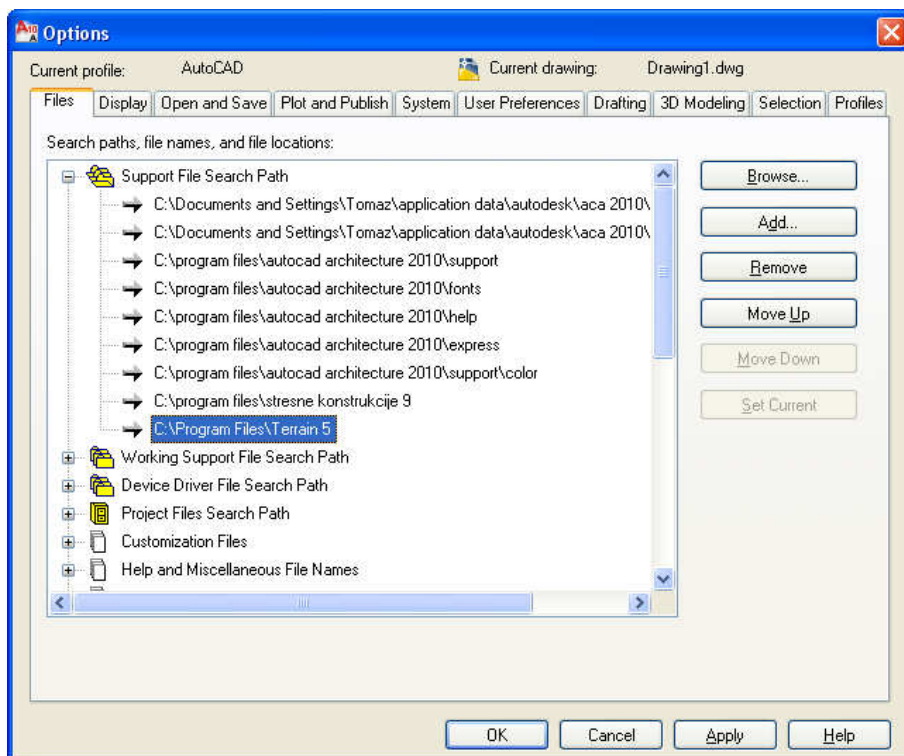 Options
Current profile: AutoCAD Current drawing: Drawing1.dwg
Files Display Open and Save Plot and Publish System User Preferences Drafting 3D Modeling Selection Profiles
Search paths, file names, and file locations:
Support File Search Path
C:\Documents and Settings\Tomaz\application data\autodesk\aca 2010\
C:\Documents and Settings\Tomaz\application data\autodesk\aca 2010\
C:\program files\autocad architecture 2010\support
C:\program files\autocad architecture 2010\fonts
C:\program files\autocad architecture 2010\help
C:\program files\autocad architecture 2010\express
C:\program files\autocad architecture 2010\support\color
C:\program files\stresne konstrukcije 9
C:\Program Files\Terrain 5
Working Support File Search Path
Device Driver File Search Path
Project Files Search Path
Customization Files
Help and Miscellaneous File Names
Browse...
Add...
Remove
Move Up
Move Down
Set Current
OK Cancel Apply Help